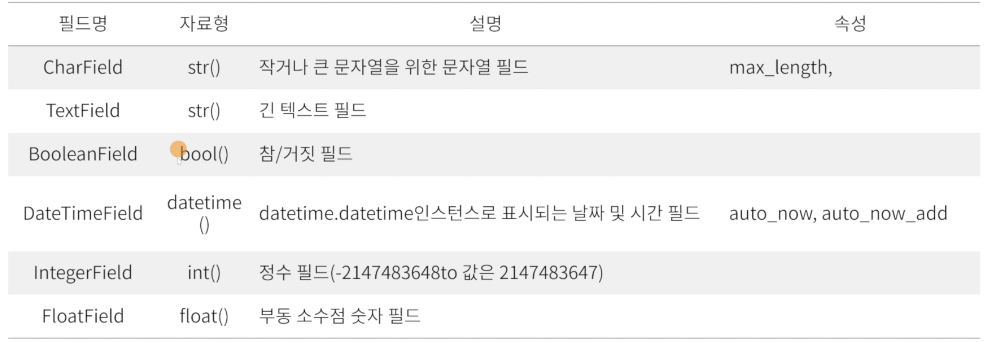 필드명 자료형 설명 속성
CharField str() 작거나 큰 문자열을 위한 문자열 필드 max_length,
TextField str() 긴 텍스트 필드
BooleanField bool() 참/거짓 필드
DateTimeField datetime () datetime.datetime인스턴스로 표시되는 날짜 및 시간 필드 auto_now, auto_now_add
IntegerField int() 정수 필드(-2147483648to 값은 2147483647)
FloatField float() 부동 소수점 숫자 필드